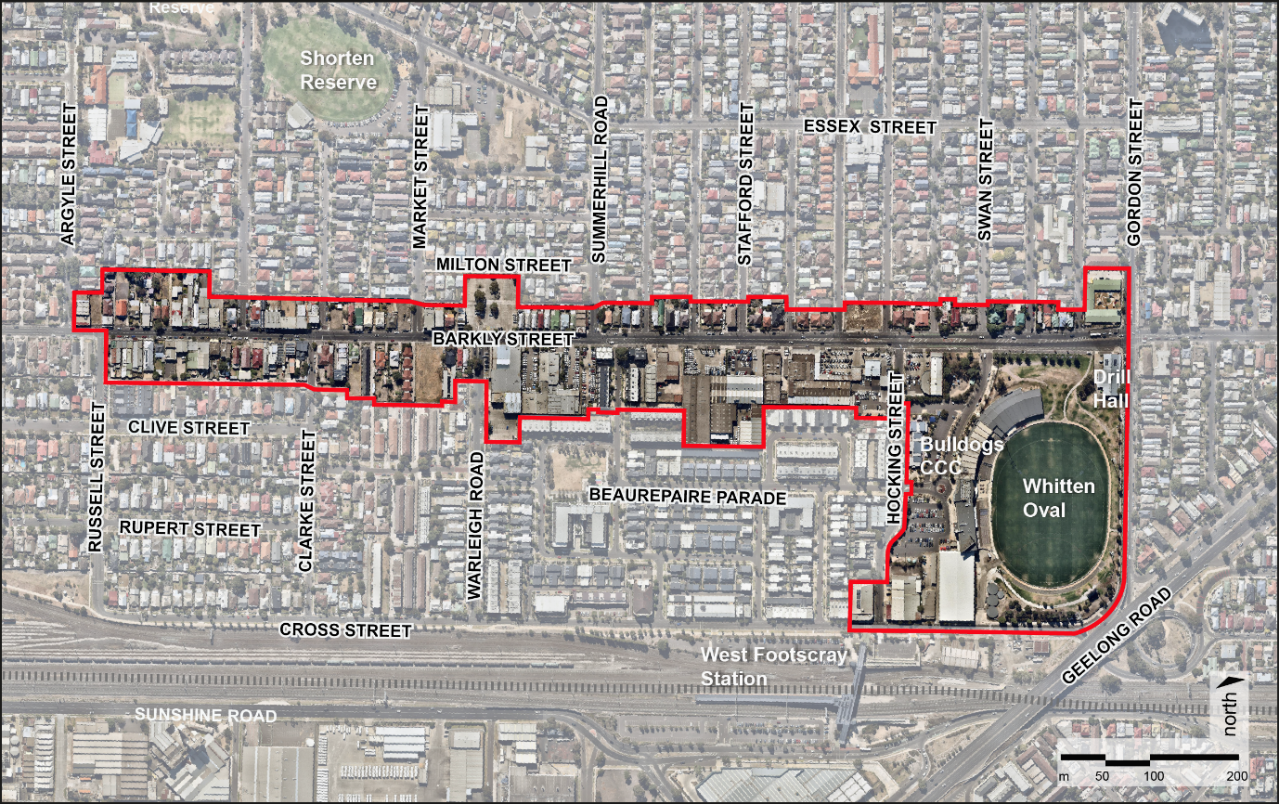 Reserve
Shorten
Reserve
ARGYLE STREET
MARKET STREET
SUMMERHILL ROAD
STAFFORD STREET
ESSEX STREET
SWAN STREET
GORDON STREET
MILTON STREET
BARKLY STREET
Drill
Hall
RUSSELL STREET
CLIVE STREET
CLARKE STREET
WARLEIGH ROAD
HOCKING STREET
Bulldogs
CCC
BEAUREPAIRE PARADE
Whitten
Oval
RUPERT STREET
CROSS STREET
West Footscray
Station
GEELONG ROAD
SUNSHINE ROAD
north
m 50 100 200